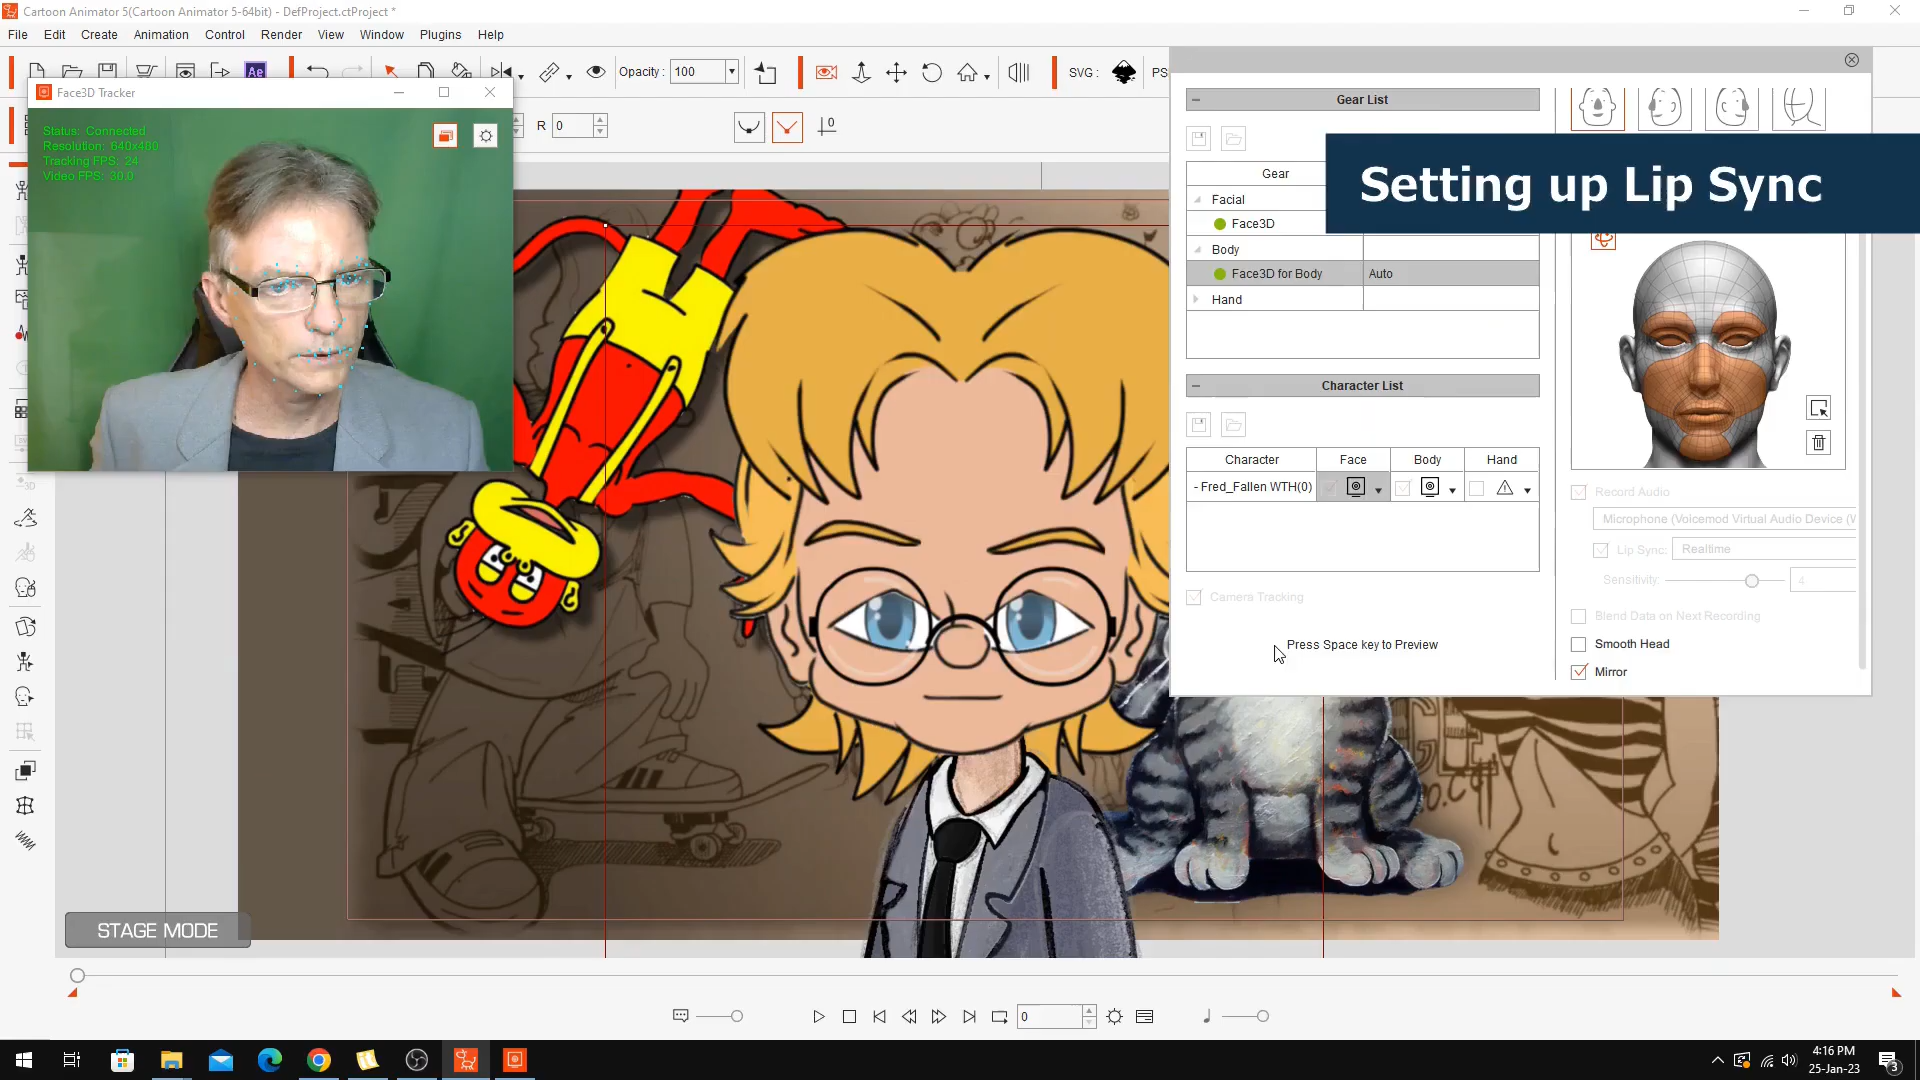 Cartoon Animator 5(Cartoon Animator 5-64bit) - DefProject.ctProject *
File Edit Create Animation Control Render View Window Plugins Help
Ae
Opacity : 100
SVG :
PS
Face3D Tracker
R 0
0
Status: Connected
Resolution: 640x480
Tracking FPS: 24
Video FPS: 30.0
Gear List
Setting up Lip Sync
Gear
Facial
Face3D
Body
Face3D for Body Auto
Hand
Character List
Character Face Body Hand
- Fred_Fallen WTH(0)
Camera Tracking
Press Space key to Preview
Record Audio
Microphone (Voicemod Virtual Audio Device (W
Lip Sync: Realtime
Sensitivity: 4
Blend Data on Next Recording
Smooth Head
Mirror
STAGE MODE
0
4:16 PM
25-Jan-23
3